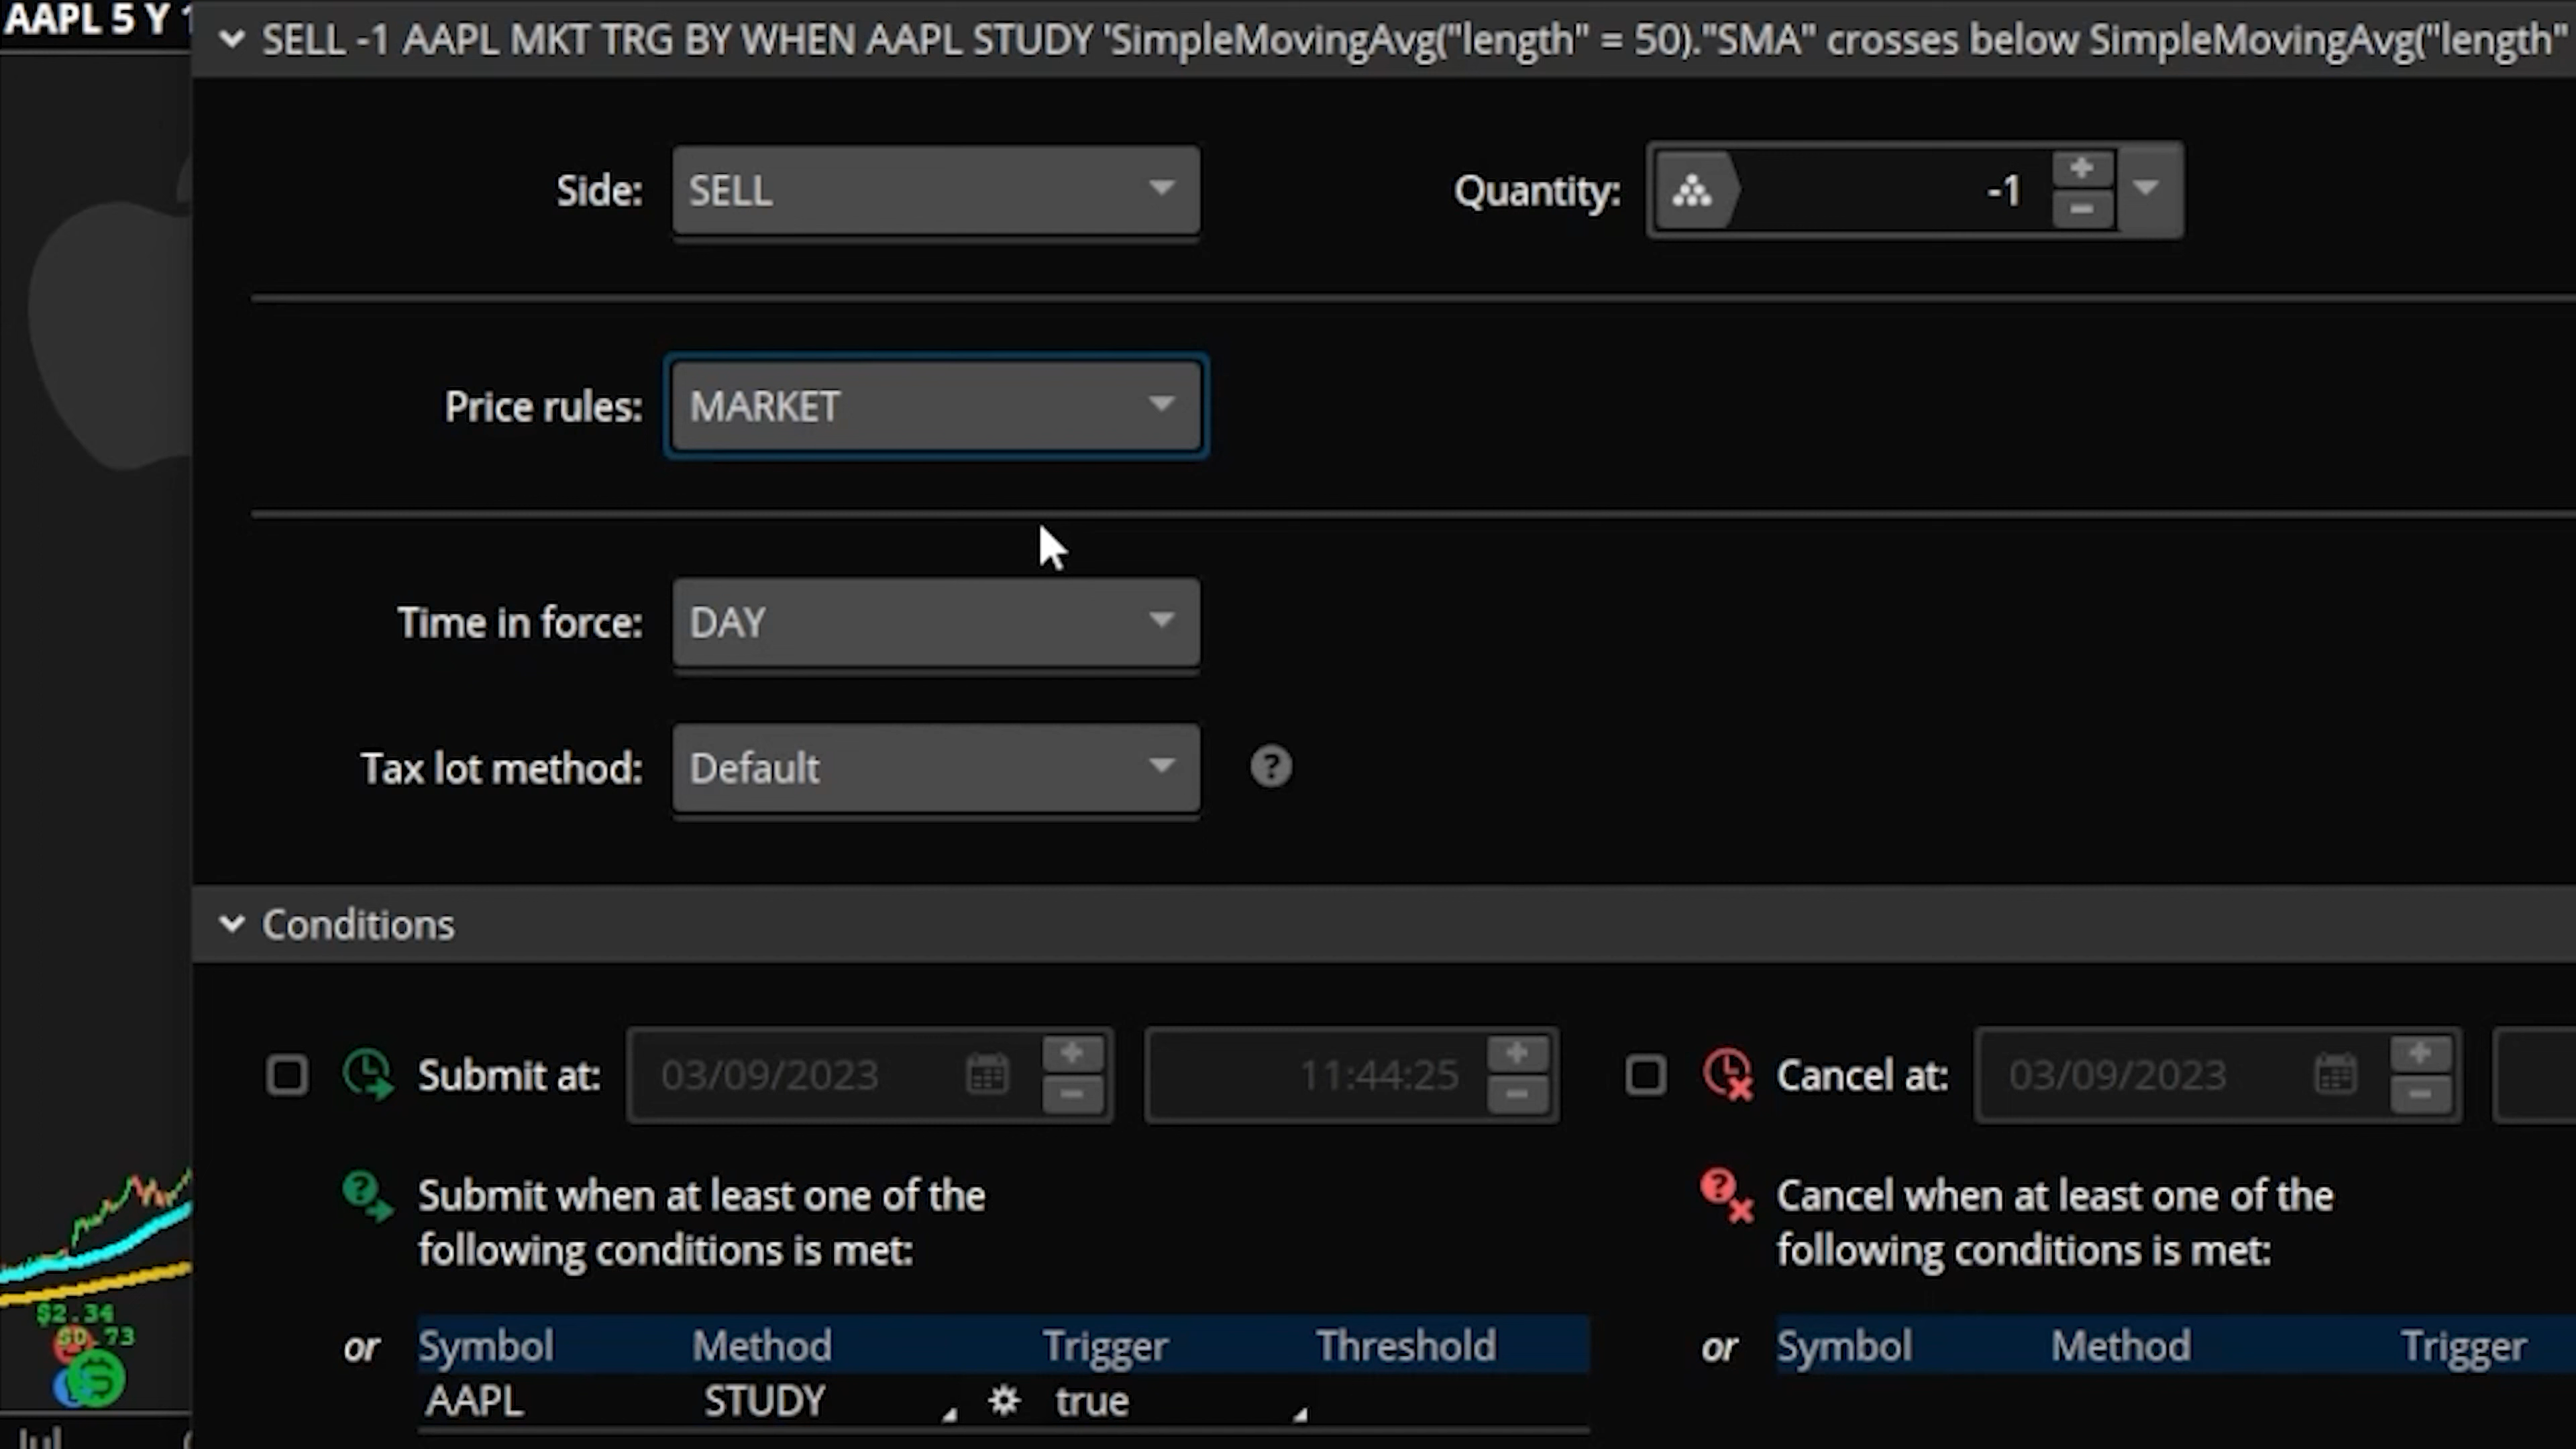 AAPL 5 Y
SELL -1 AAPL MKT TRG BY WHEN AAPL STUDY 'SimpleMovingAvg("length" = 50)."SMA" crosses below SimpleMovingAvg("length"
Side: SELL Quantity: -1
Price rules: MARKET
Time in force: DAY
Tax lot method: Default ?
Conditions
Submit at: 03/09/2023 11:44:25 Cancel at: 03/09/2023
Submit when at least one of the
following conditions is met:
Cancel when at least one of the
following conditions is met:
or Symbol Method Trigger Threshold
or Symbol Method Trigger
AAPL STUDY true
$2.34
Jul